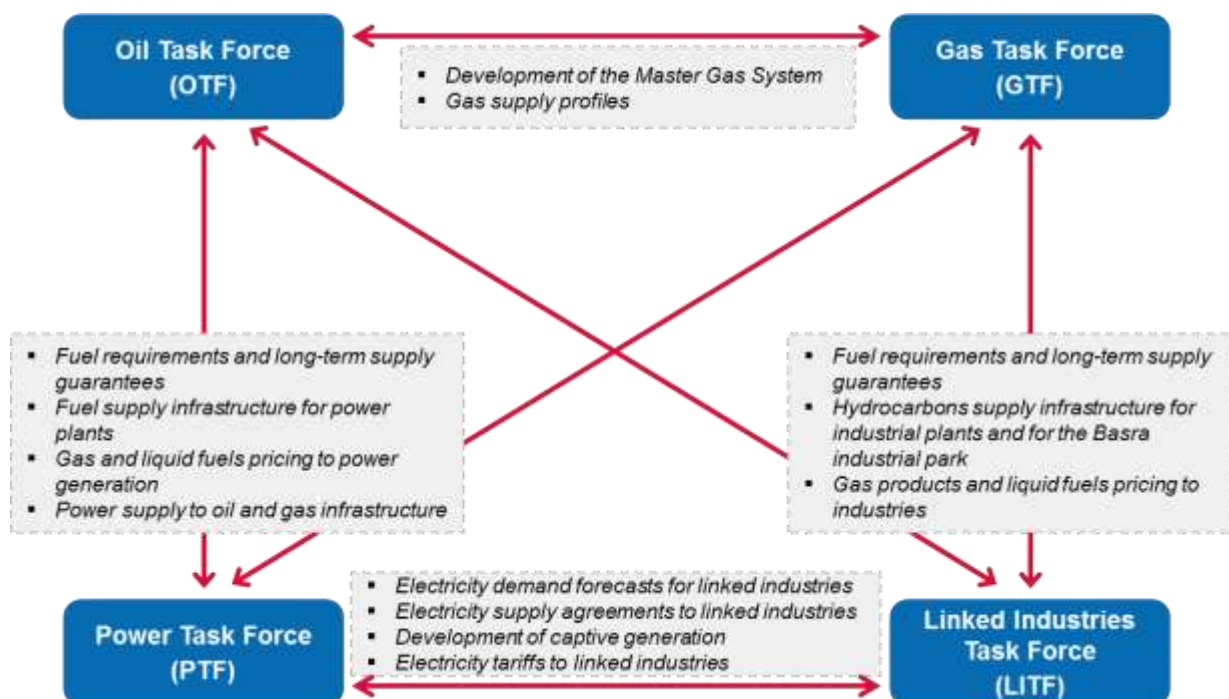 Oil Task Force
(OTF)
Gas Task Force
(GTF)
▪ Development of the Master Gas System
▪ Gas supply profiles
▪ Fuel requirements and long-term supply
guarantees
▪ Fuel supply infrastructure for power
plants
▪ Gas and liquid fuels pricing to power
generation
▪ Power supply to oil and gas infrastructure
▪ Fuel requirements and long-term supply
guarantees
▪ Hydrocarbons supply infrastructure for
industrial plants and for the Basra
industrial park
▪ Gas products and liquid fuels pricing to
industries
▪ Electricity demand forecasts for linked industries
▪ Electricity supply agreements to linked industries
▪ Development of captive generation
▪ Electricity tariffs to linked industries
Power Task Force
(PTF)
Linked Industries
Task Force
(LITF)